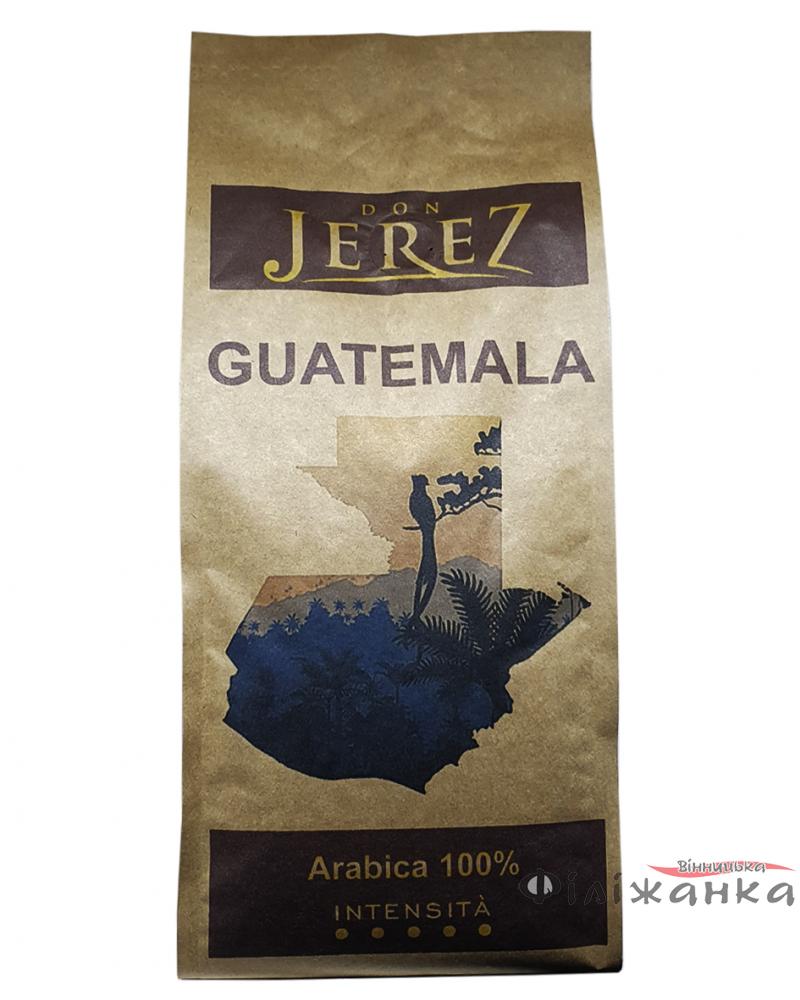 DON
JEREZ
GUATEMALA
Arabica 100%
INTENSITÀ
Вінницька
Філіжанка